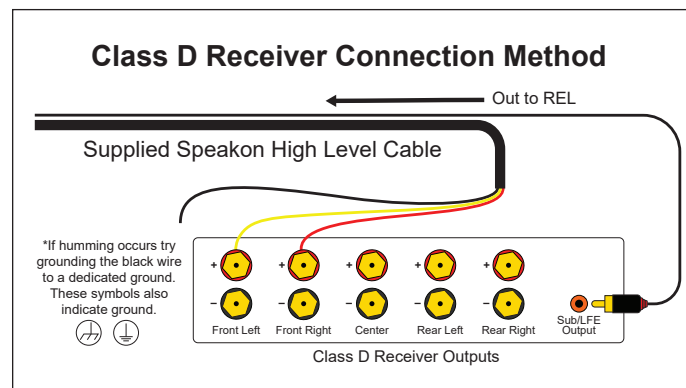 Class D Receiver Connection Method
Out to REL
Supplied Speakon High Level Cable
*If humming occurs try
grounding the black wire
to a dedicated ground.
These symbols also
indicate ground.
+ + + + +
– – – – –
Front Left Front Right Center Rear Left Rear Right
Sub/LFE
Output
Class D Receiver Outputs